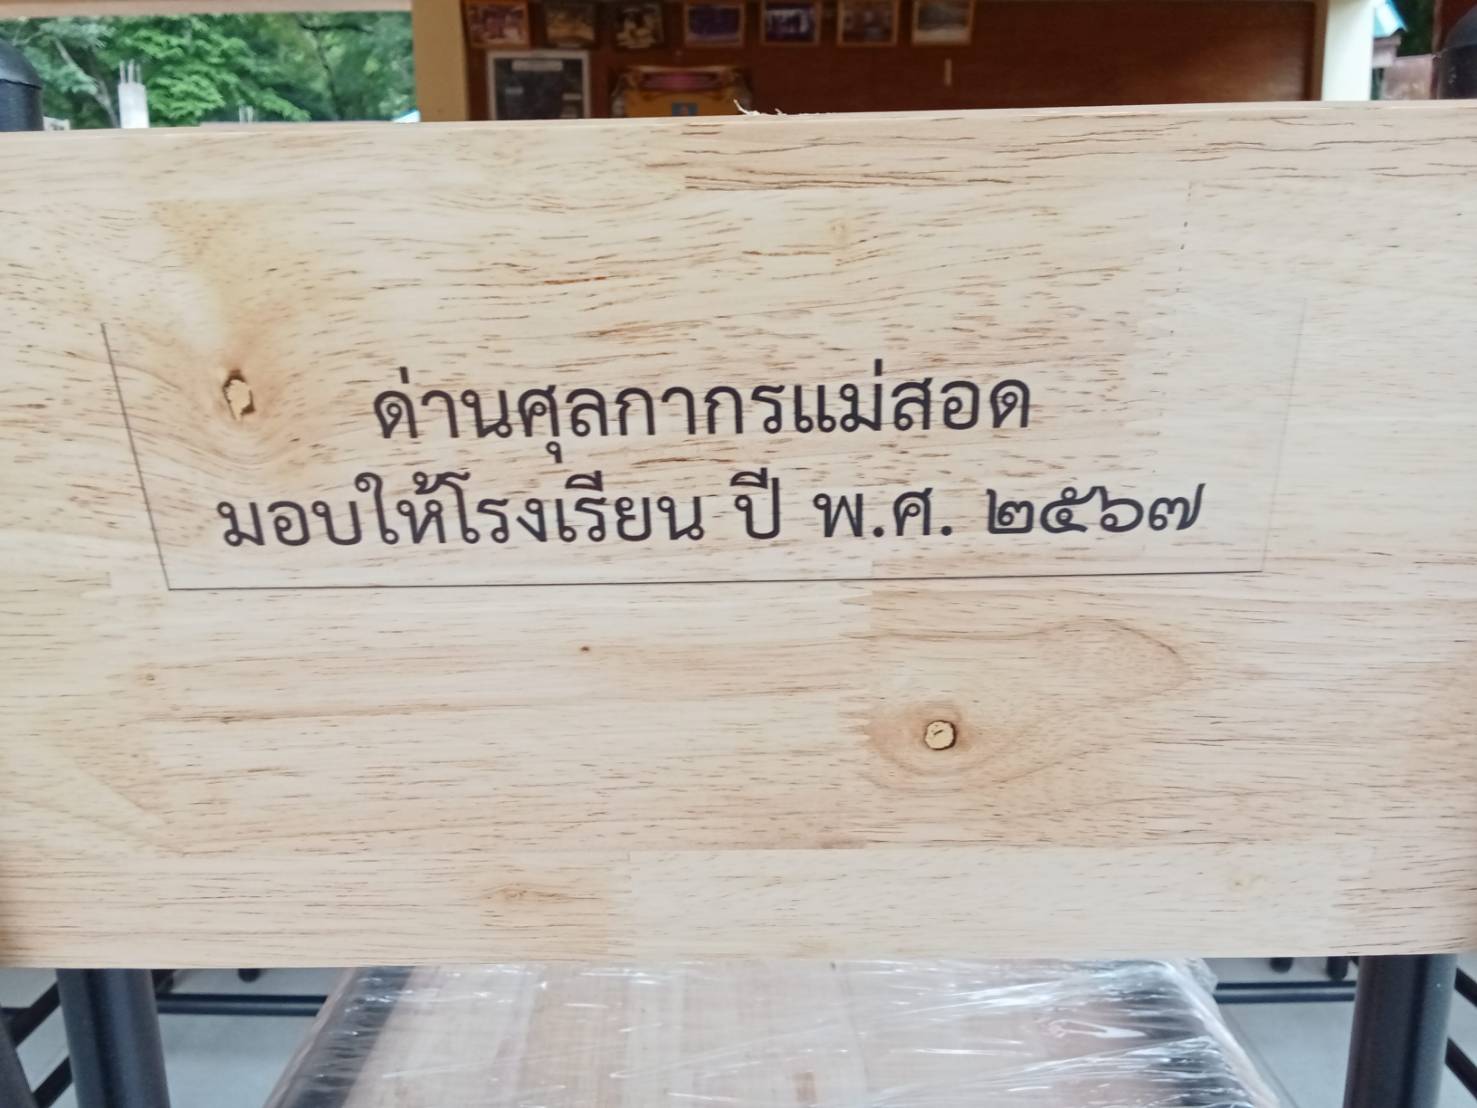 ด่านศุลกากรแม่สอด
มอบให้โรงเรียน ปี พ.ศ. ๒๕๖๗